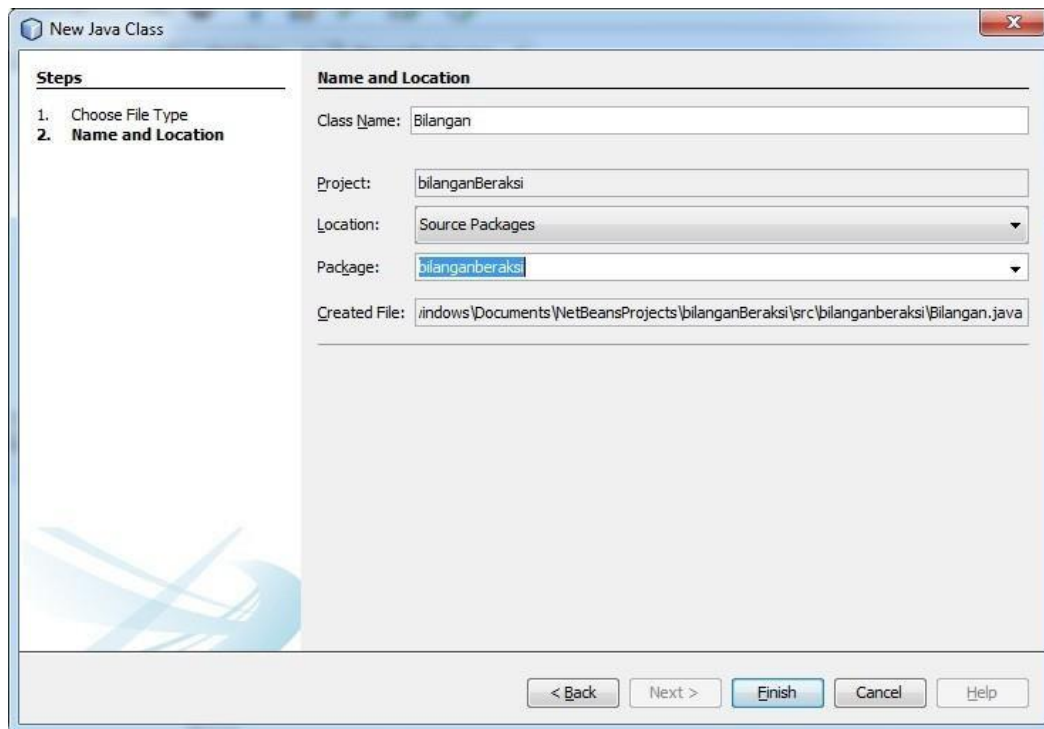 New Java Class
Steps
1. Choose File Type
2. Name and Location
Name and Location
Class Name: Bilangan
Project: bilanganBeraksi
Location: Source Packages
Package: bilanganberaksi
Created File: indows\Documents\NetBeansProjects\bilanganBeraksi\src\bilanganberaksi\Bilangan.java
< Back Next > Finish Cancel Help